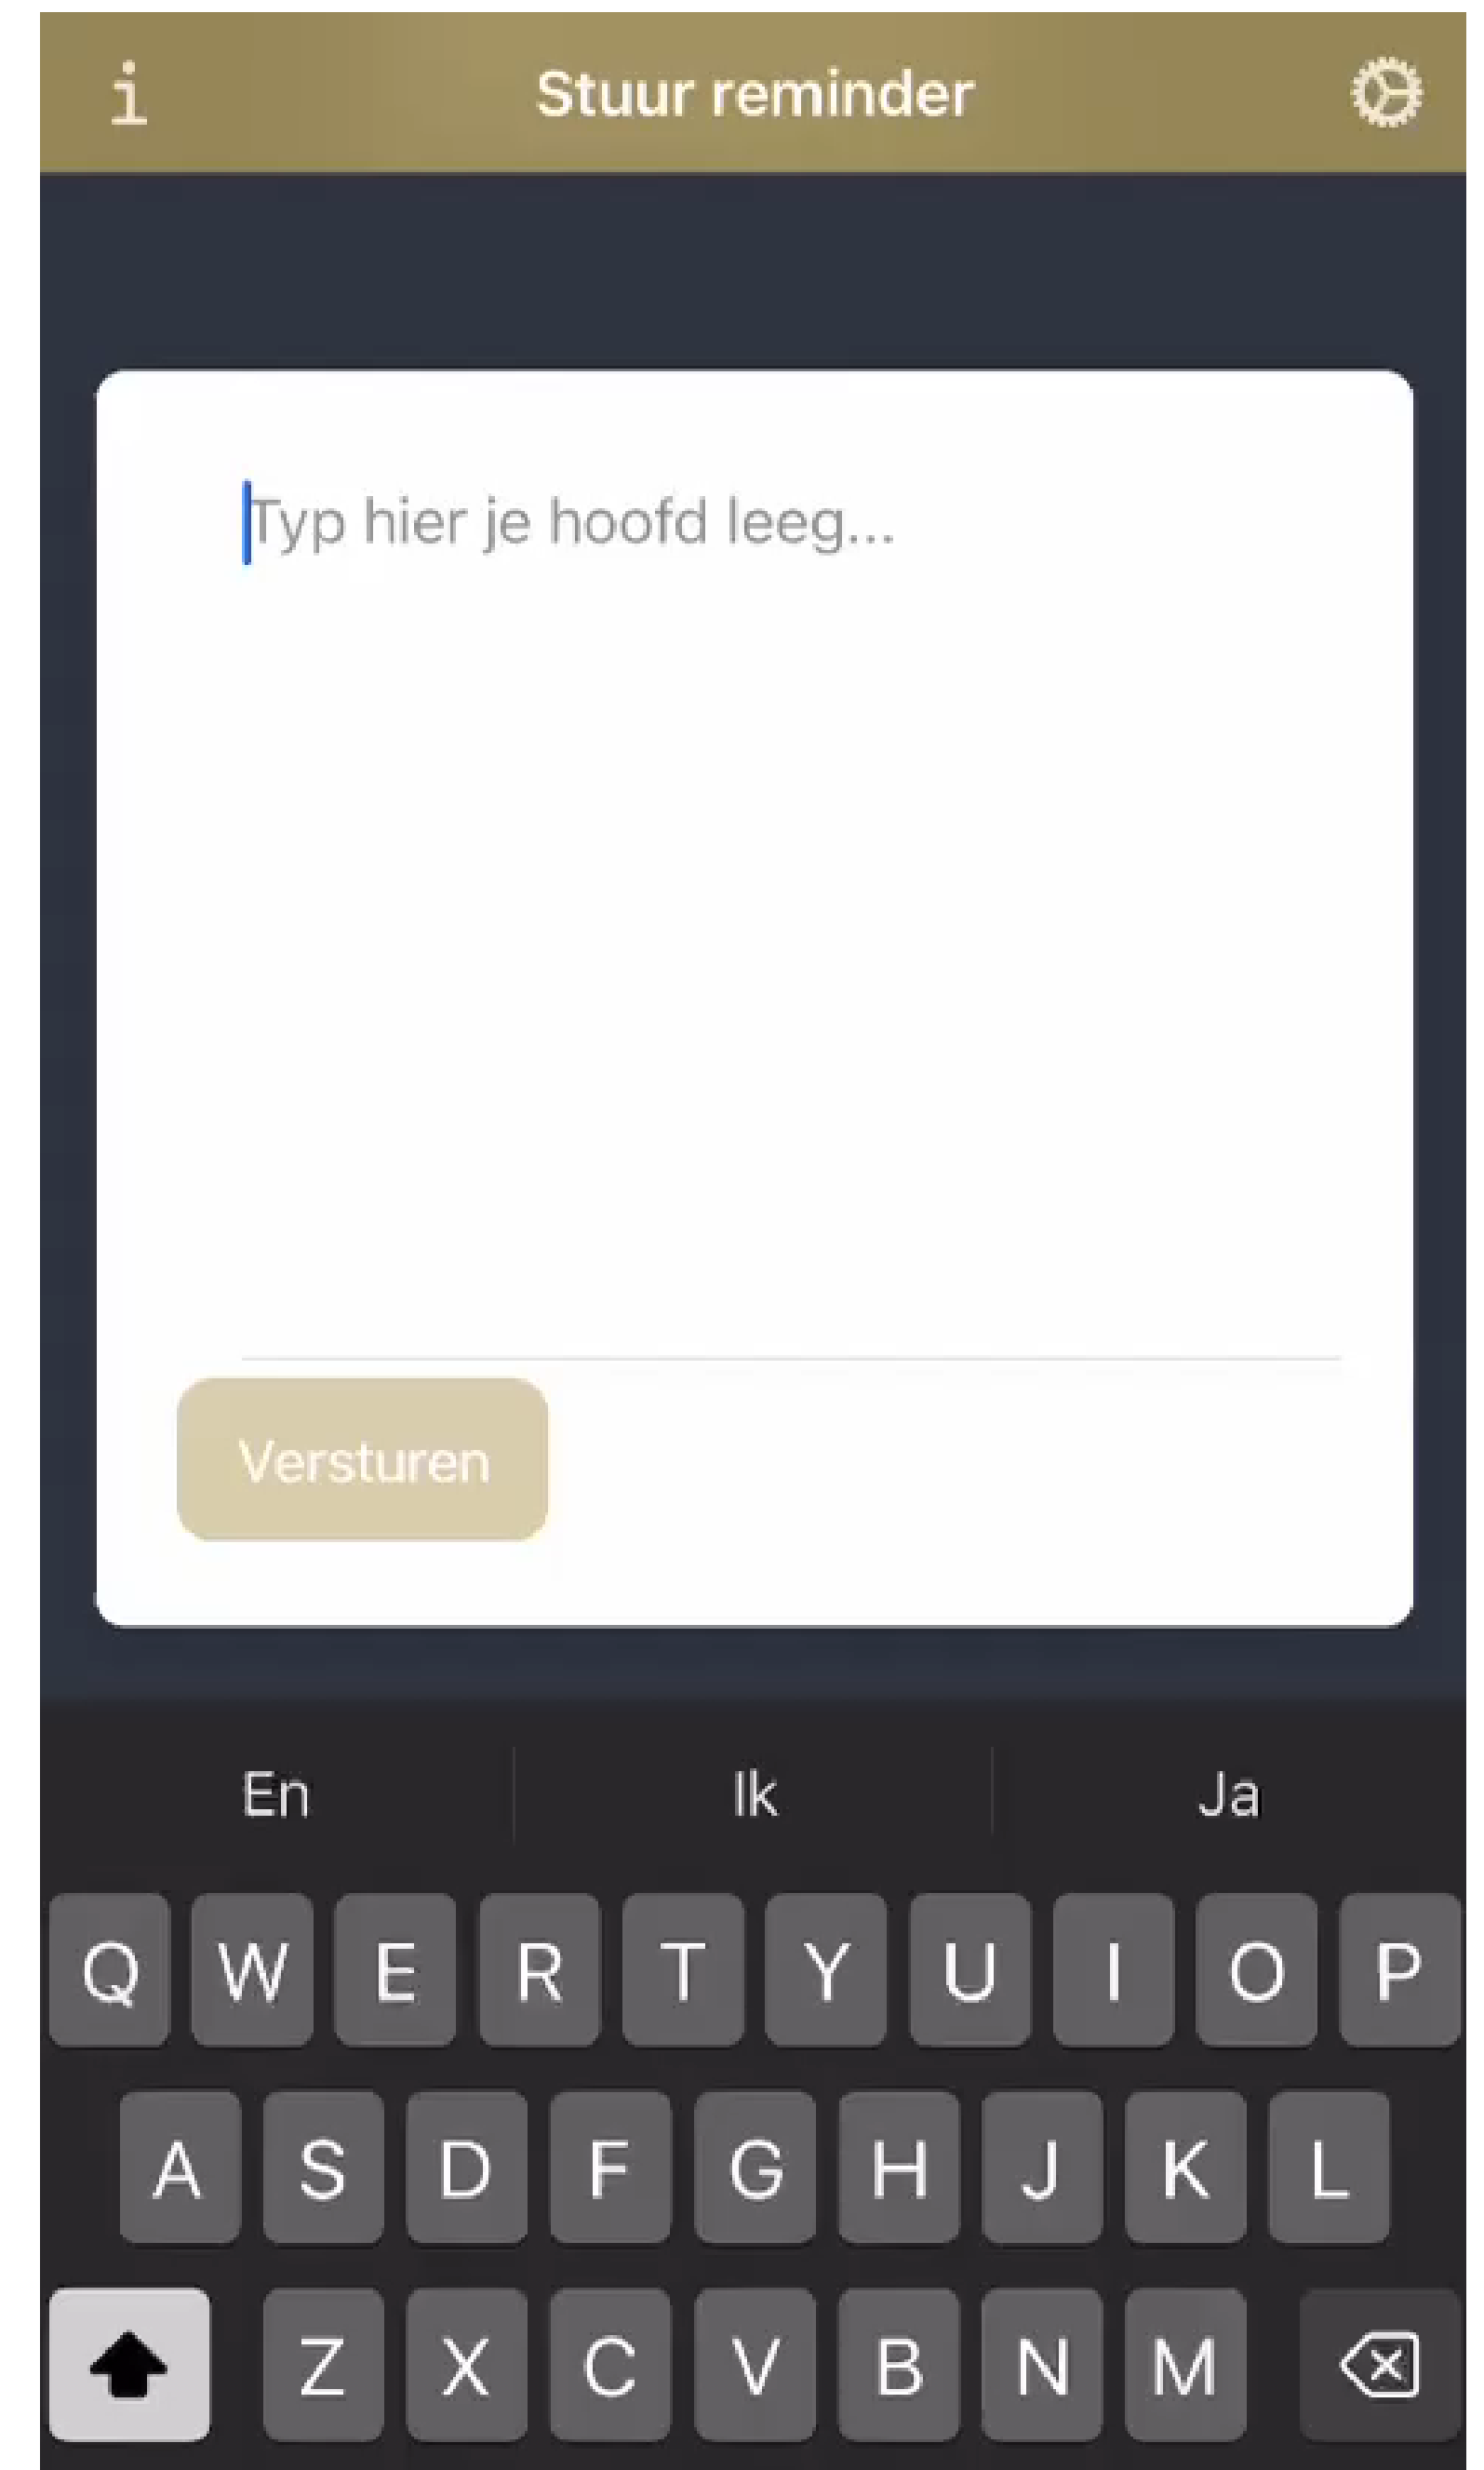 i Stuur reminder
Typ hier je hoofd leeg...
Versturen
En Ik Ja
Q W E R T Y U I O P
A S D F G H J K L
Z X C V B N M